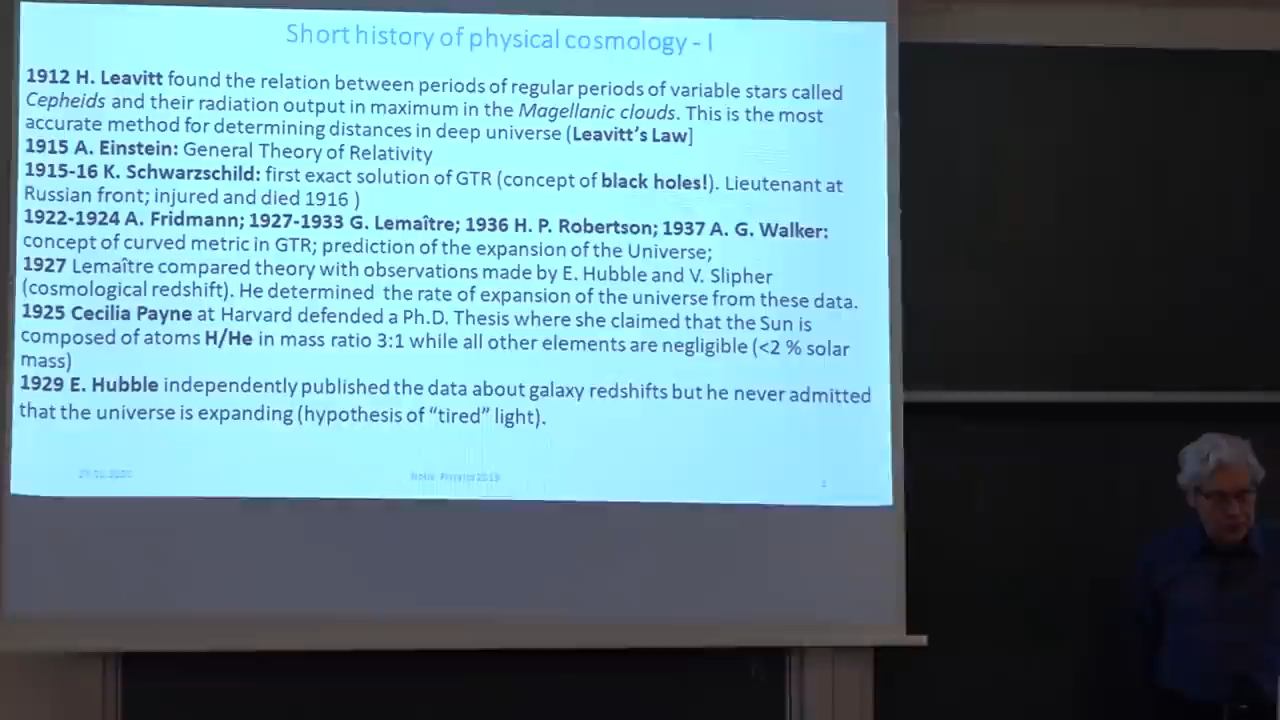 Short history of physical cosmology - I
1912 H. Leavitt found the relation between periods of regular periods of variable stars called
Cepheids and their radiation output in maximum in the Magellanic clouds. This is the most
accurate method for determining distances in deep universe (Leavitt's Law]
1915 A. Einstein: General Theory of Relativity
1915-16 K. Schwarzschild: first exact solution of GTR (concept of black holes!). Lieutenant at
Russian front; injured and died 1916 )
1922-1924 A. Fridmann; 1927-1933 G. Lemaître; 1936 H. P. Robertson; 1937 A. G. Walker:
concept of curved metric in GTR; prediction of the expansion of the Universe;
1927 Lemaître compared theory with observations made by E. Hubble and V. Slipher
(cosmological redshift). He determined the rate of expansion of the universe from these data.
1925 Cecilia Payne at Harvard defended a Ph.D. Thesis where she claimed that the Sun is
composed of atoms H/He in mass ratio 3:1 while all other elements are negligible (<2 % solar
mass)
1929 E. Hubble independently published the data about galaxy redshifts but he never admitted
that the universe is expanding (hypothesis of "tired" light).
Physics 2019